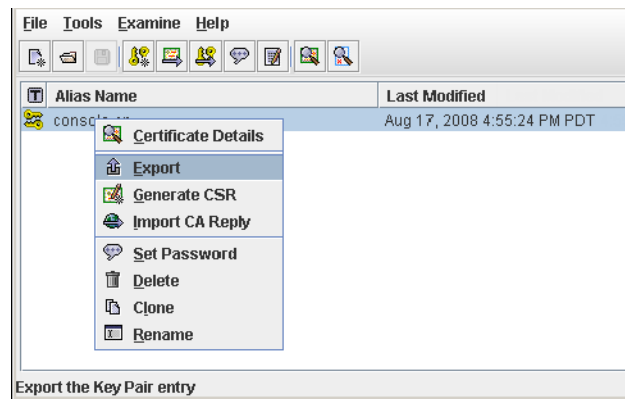 File Tools Examine Help
T Alias Name Last Modified
Aug 17, 2008 4:55:24 PM PDT
Certificate Details
Export
Generate CSR
Import CA Reply
Set Password
Delete
Clone
Rename
Export the Key Pair entry